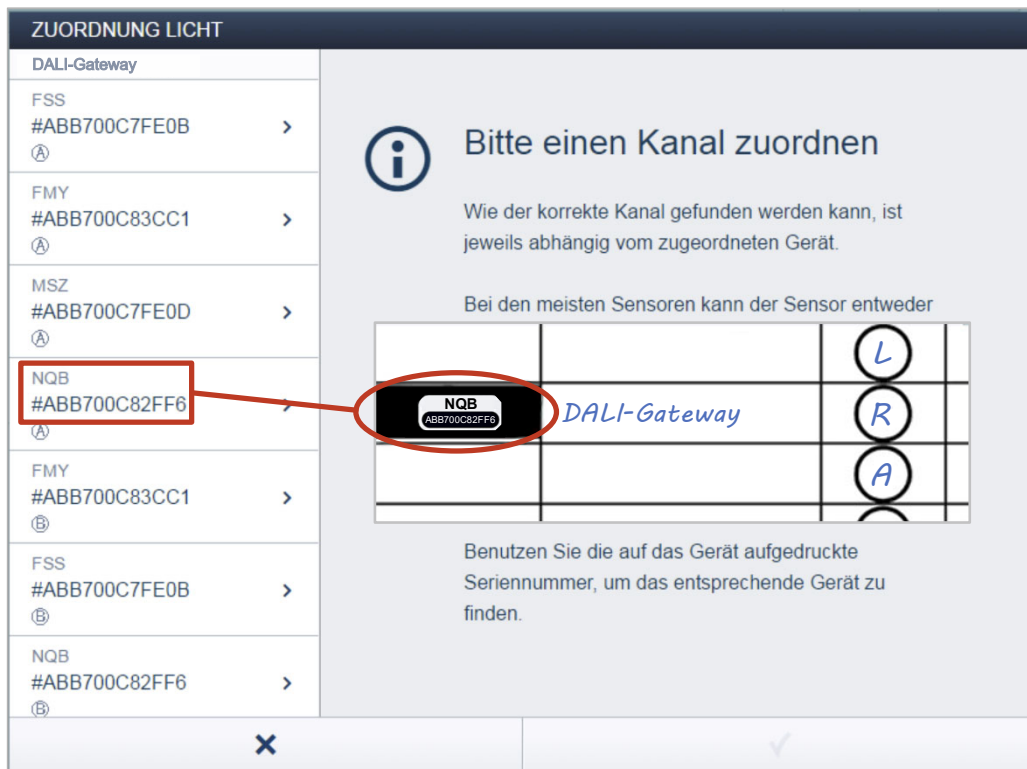 ZUORDNUNG LICHT
DALI-Gateway
FSS
#ABB700C7FE0B
Ⓐ
FMY
#ABB700C83CC1
Ⓐ
MSZ
#ABB700C7FE0D
Ⓐ
NQB
#ABB700C82FF6
Ⓐ
FMY
#ABB700C83CC1
Ⓑ
FSS
#ABB700C7FE0B
Ⓑ
NQB
#ABB700C82FF6
Ⓑ
Bitte einen Kanal zuordnen
Wie der korrekte Kanal gefunden werden kann, ist
jeweils abhängig vom zugeordneten Gerät.
Bei den meisten Sensoren kann der Sensor entweder
L
NQB
ABB700C82FF6
DALI-Gateway
R
A
Benutzen Sie die auf das Gerät aufgedruckte
Seriennummer, um das entsprechende Gerät zu
finden.